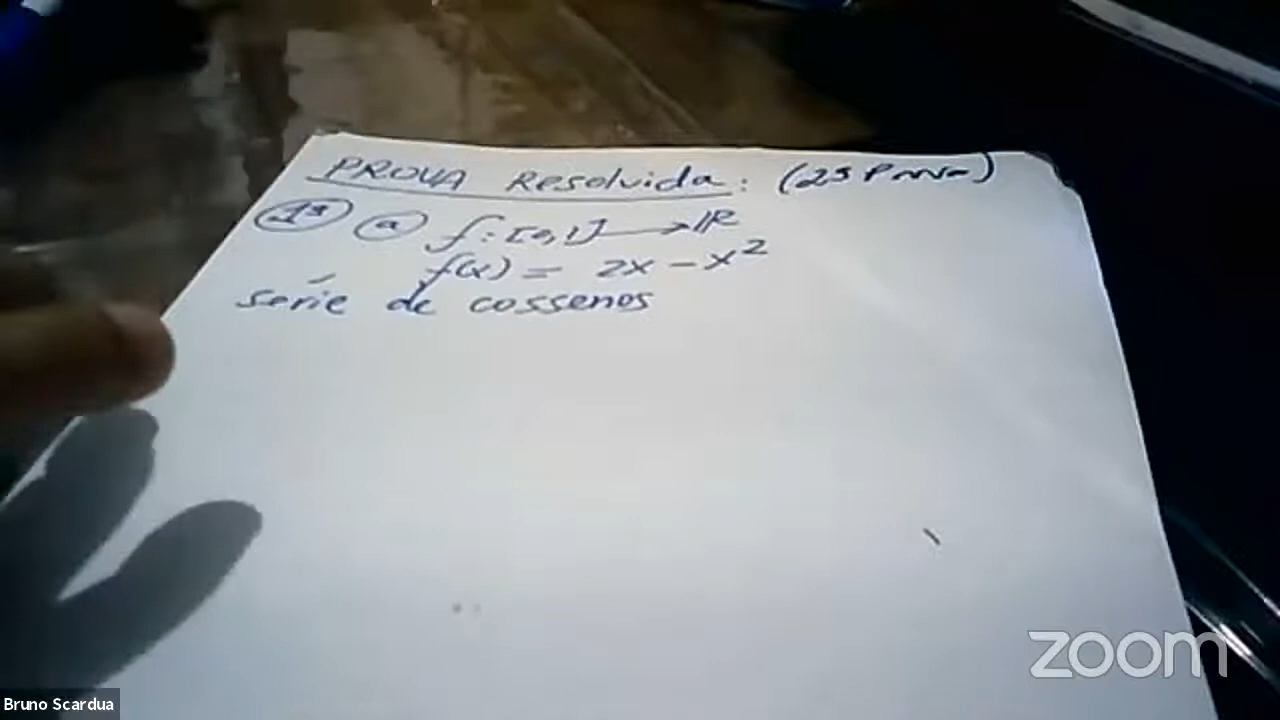 PROVA Resolvida: (2ª Prova)
1ª a f: [0,1] → ℝ
f(x) = 2x - x²
série de cossenos
zoom
Bruno Scardua